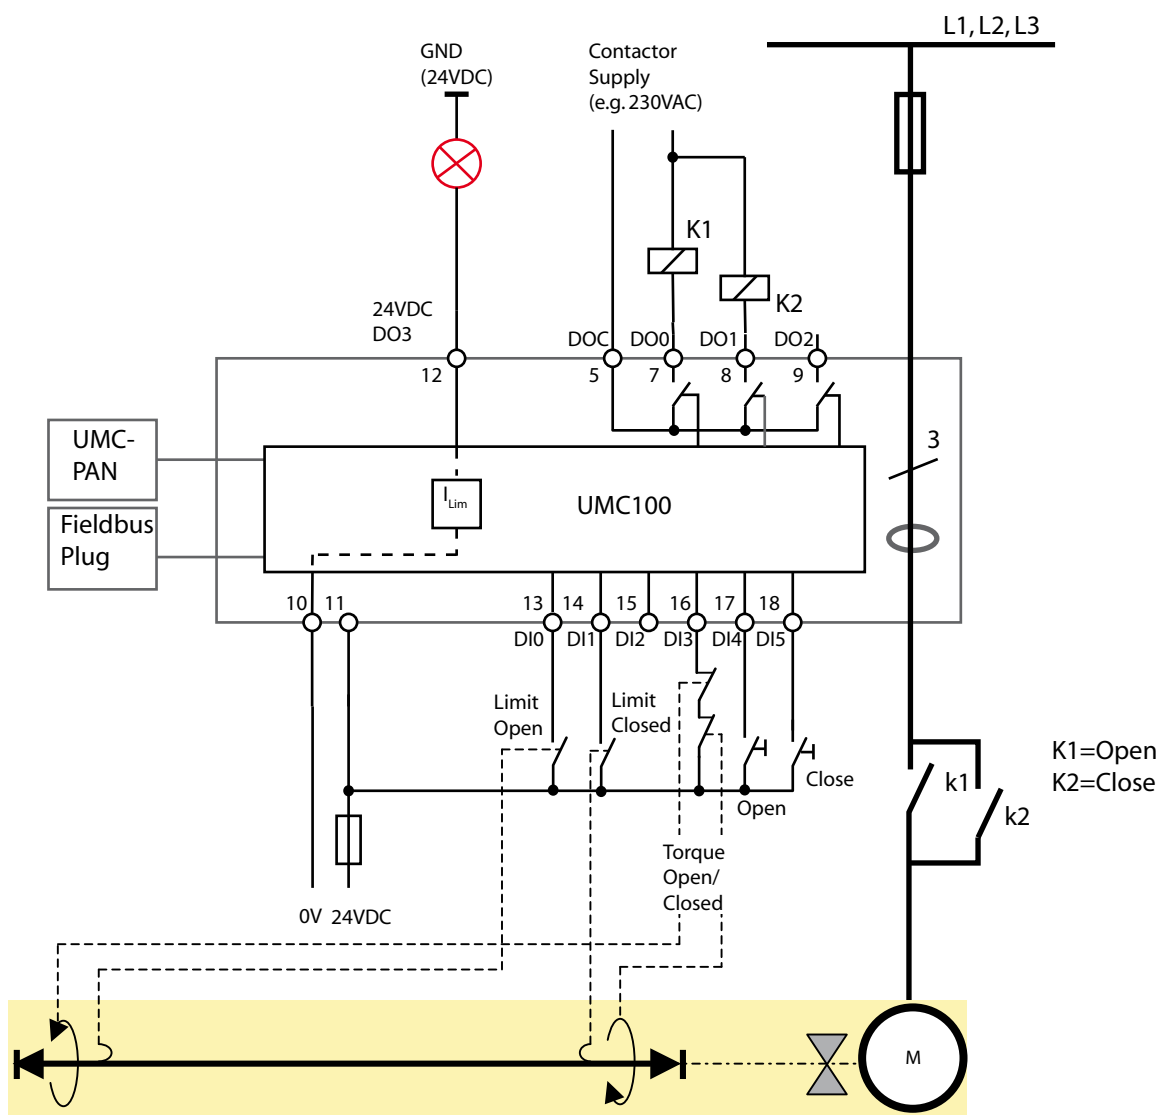 L1, L2, L3
GND
(24VDC)
Contactor
Supply
(e.g. 230VAC)
K1
K2
24VDC
DO3
DOC
DO0
DO1
DO2
12
5
7
8
9
UMC-
PAN
Fieldbus
Plug
I Lim
UMC100
3
10
11
13
14
15
16
17
18
DI0
DI1
DI2
DI3
DI4
DI5
Limit
Open
Limit
Closed
Close
Open
k1
k2
K1=Open
K2=Close
Torque
Open/
Closed
0V
24VDC
M